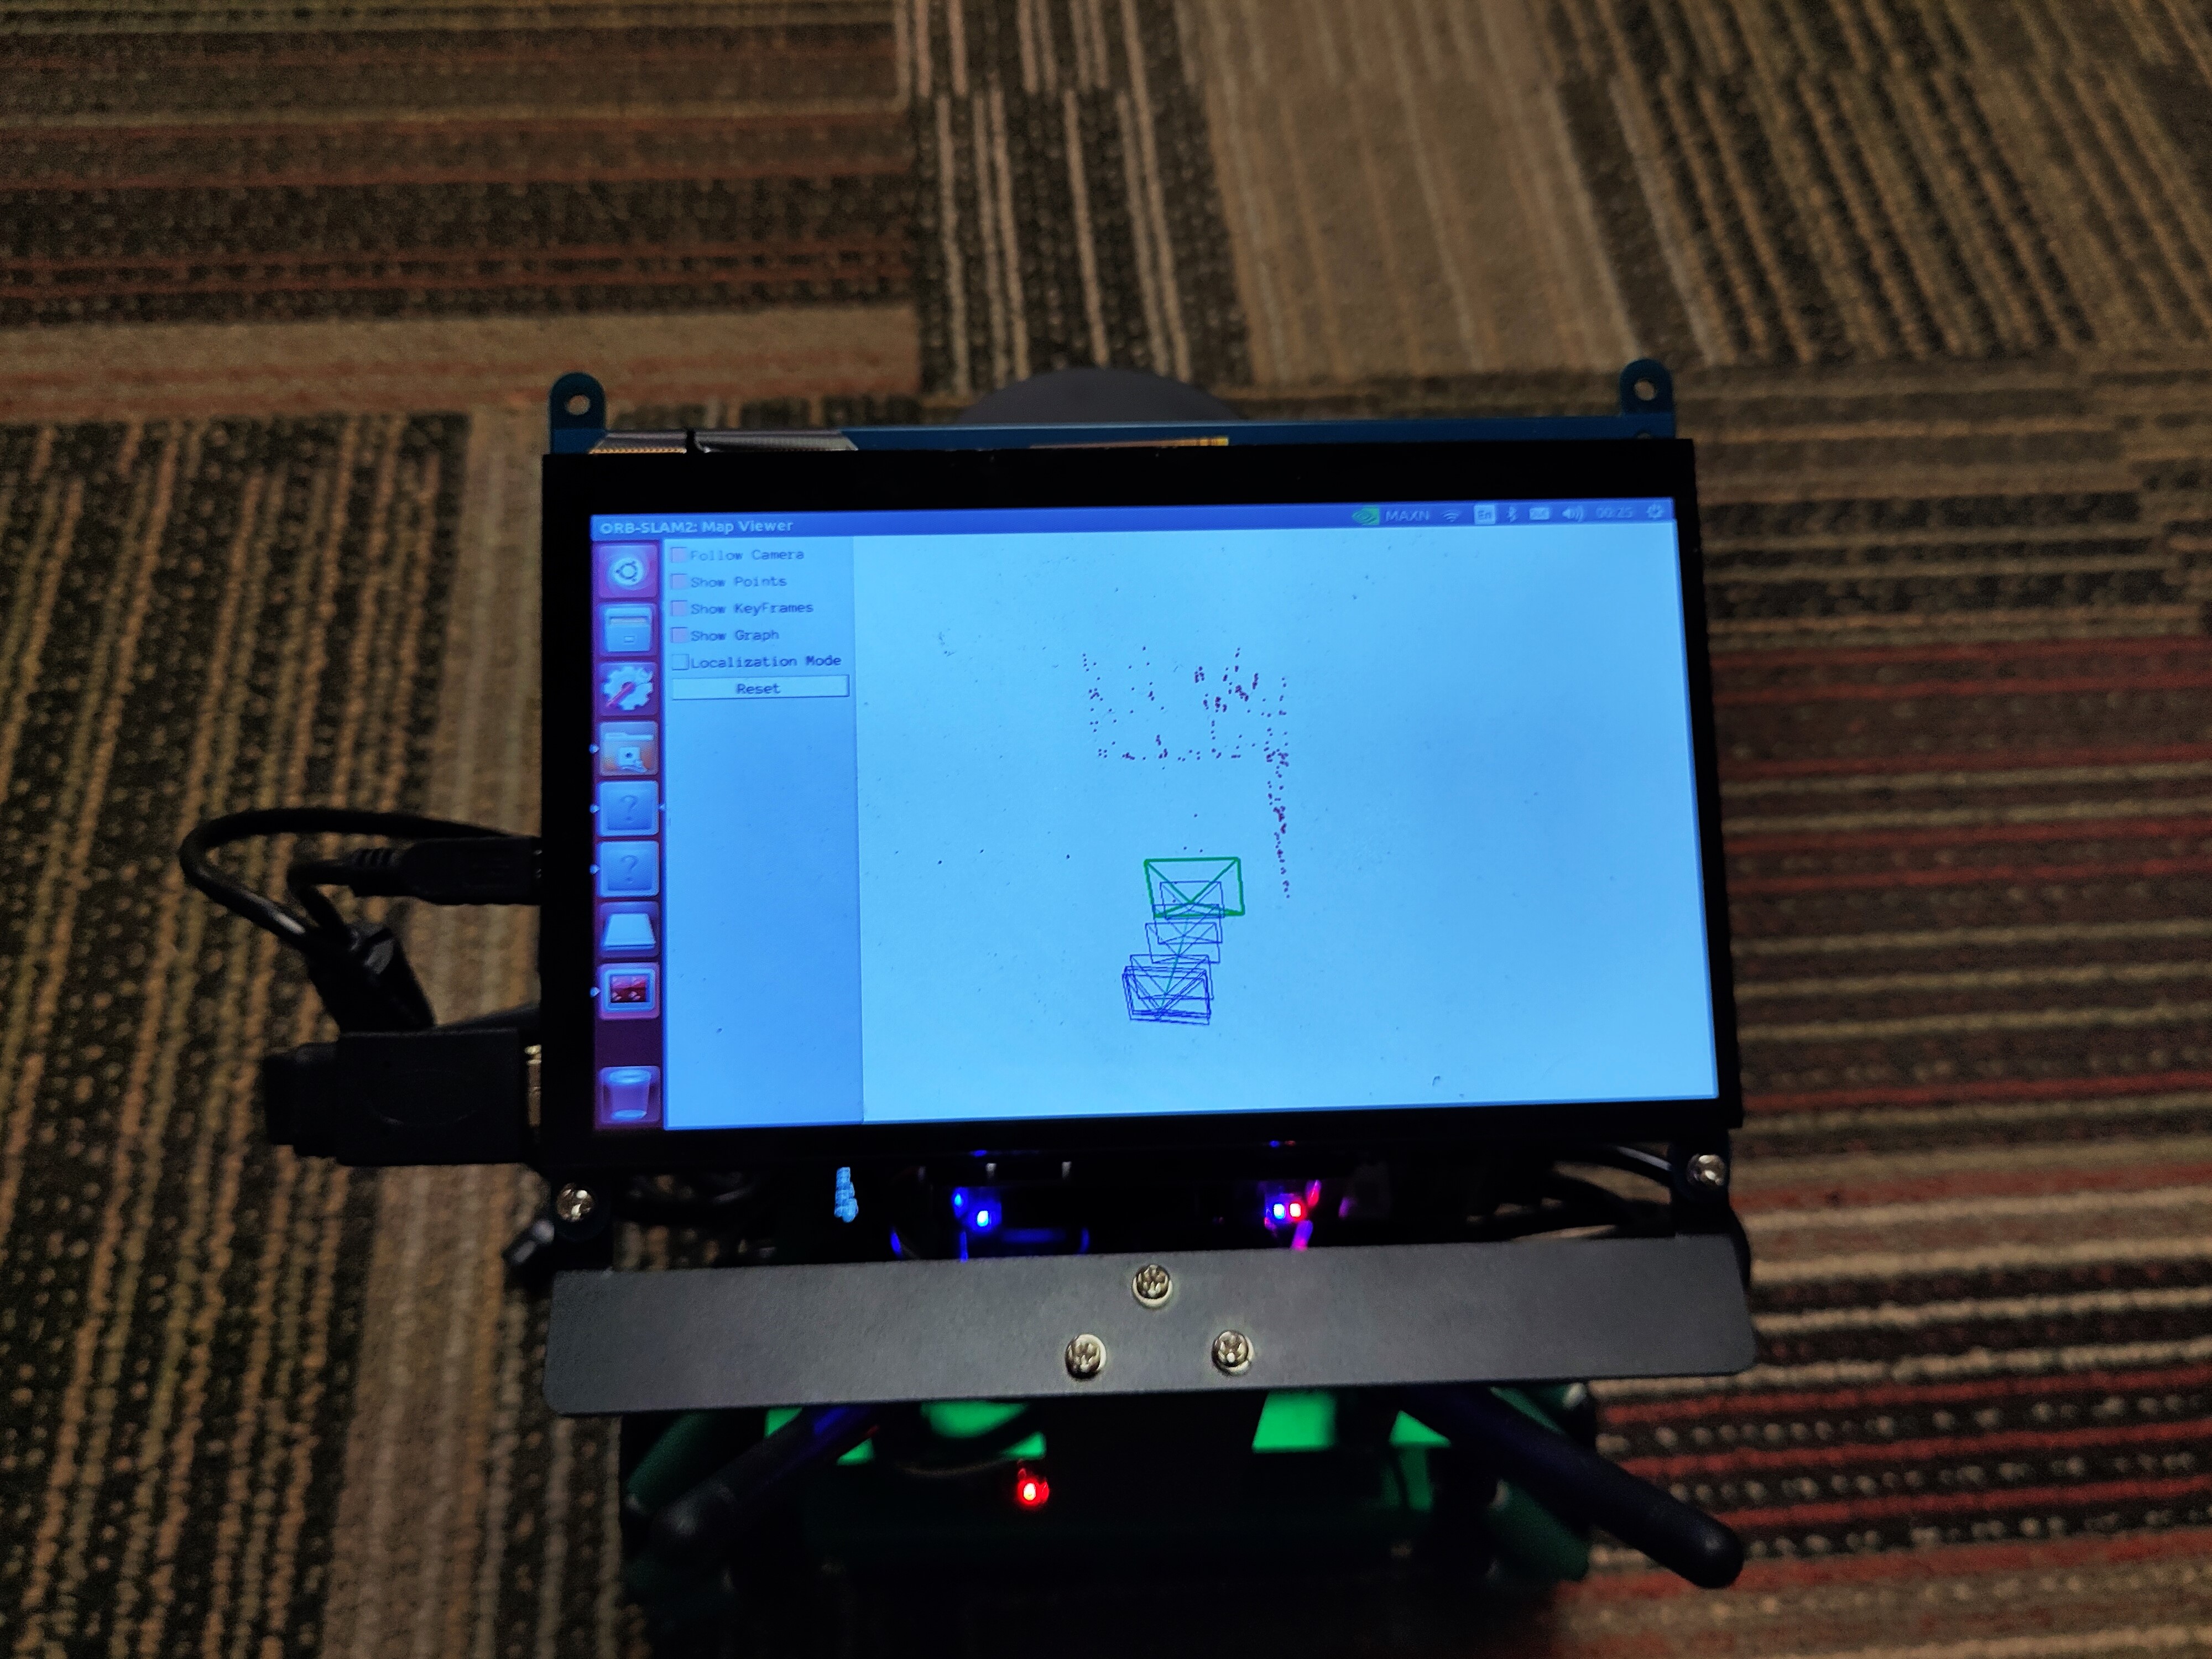 ORB-SLAM2: Map Viewer
MAXN En 00:25
Follow Camera
Show Points
Show KeyFrames
Show Graph
Localization Mode
Reset